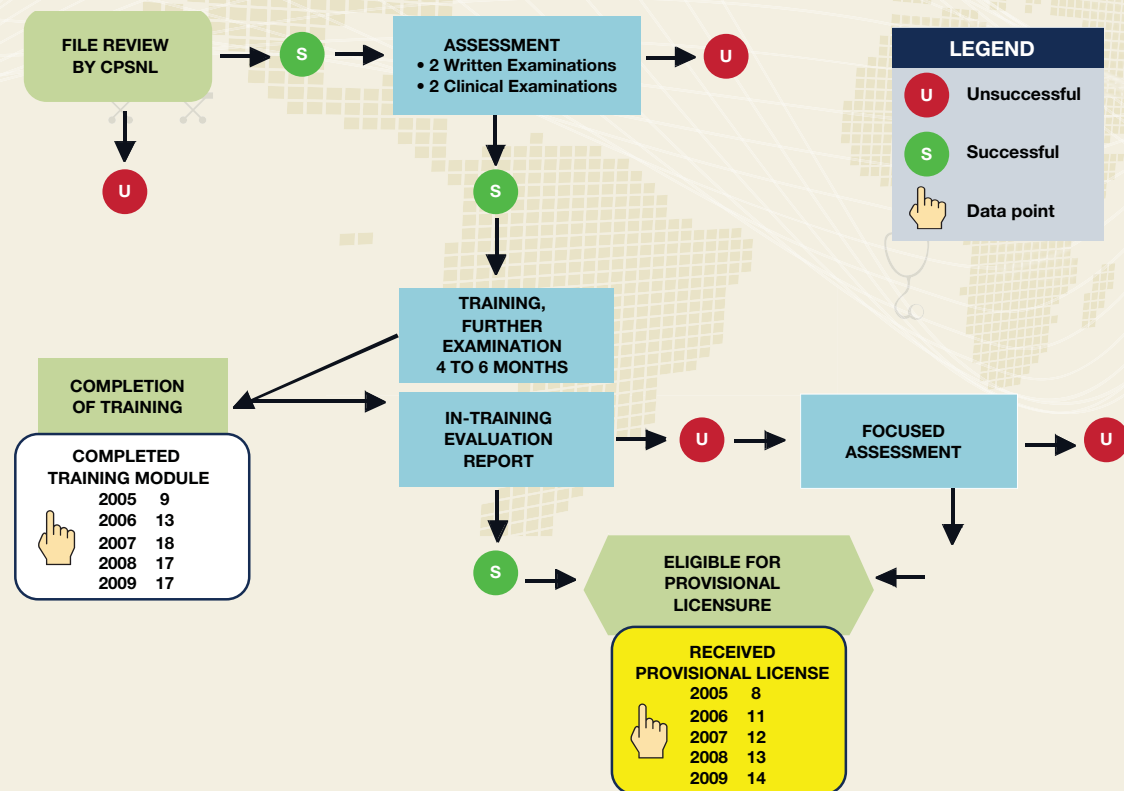 FILE REVIEW
BY CPSNL
S
ASSESSMENT
• 2 Written Examinations
• 2 Clinical Examinations
U
U
S
LEGEND
U Unsuccessful
S Successful
Data point
TRAINING,
FURTHER
EXAMINATION
4 TO 6 MONTHS
COMPLETION
OF TRAINING
COMPLETED
TRAINING MODULE
2005 9
2006 13
2007 18
2008 17
2009 17
IN-TRAINING
EVALUATION
REPORT
U
FOCUSED
ASSESSMENT
U
S
ELIGIBLE FOR
PROVISIONAL
LICENSURE
RECEIVED
PROVISIONAL LICENSE
2005 8
2006 11
2007 12
2008 13
2009 14